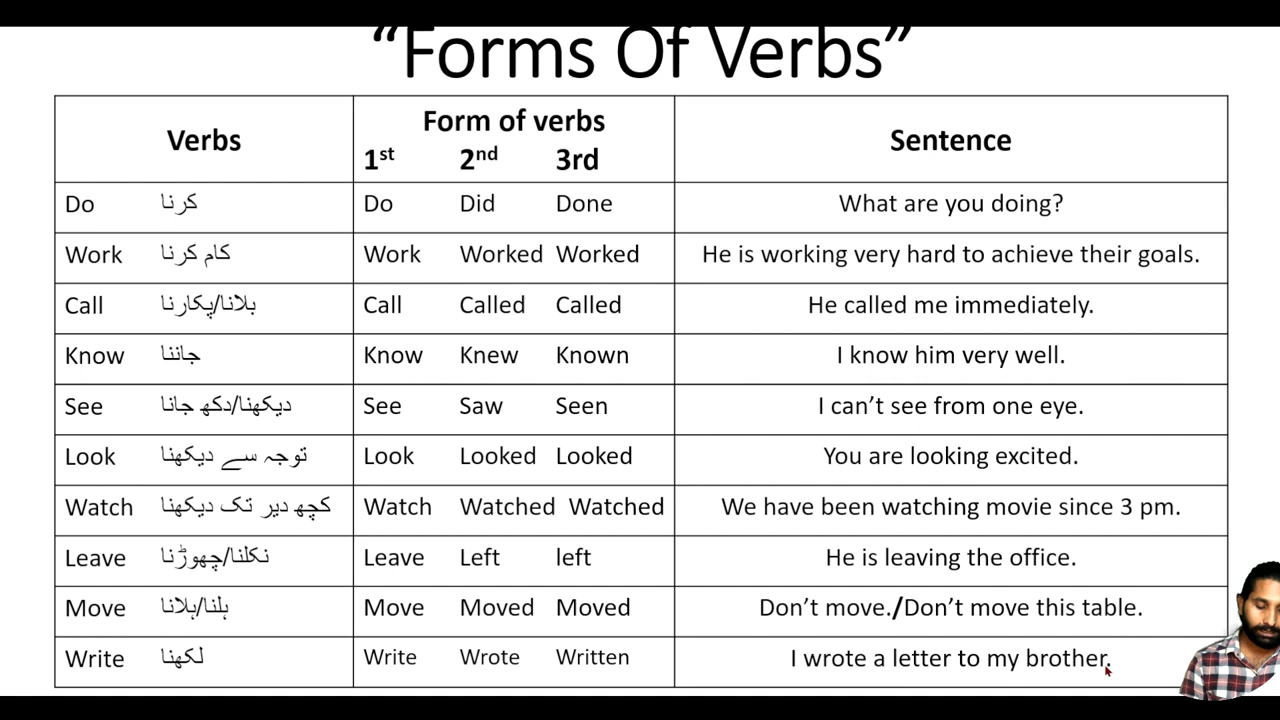 “Forms Of Verbs”
Verbs Form of verbs Sentence
1st 2nd 3rd
Do کرنا Do Did Done What are you doing?
Work کام کرنا Work Worked Worked He is working very hard to achieve their goals.
Call بلانا/پکارنا Call Called Called He called me immediately.
Know جاننا Know Knew Known I know him very well.
See دیکھنا/دکھ جانا See Saw Seen I can’t see from one eye.
Look توجہ سے دیکھنا Look Looked Looked You are looking excited.
Watch کچھ دیر تک دیکھنا Watch Watched Watched We have been watching movie since 3 pm.
Leave نکلنا/چھوڑنا Leave Left left He is leaving the office.
Move ہلنا/ہلانا Move Moved Moved Don’t move./Don’t move this table.
Write لکھنا Write Wrote Written I wrote a letter to my brother.